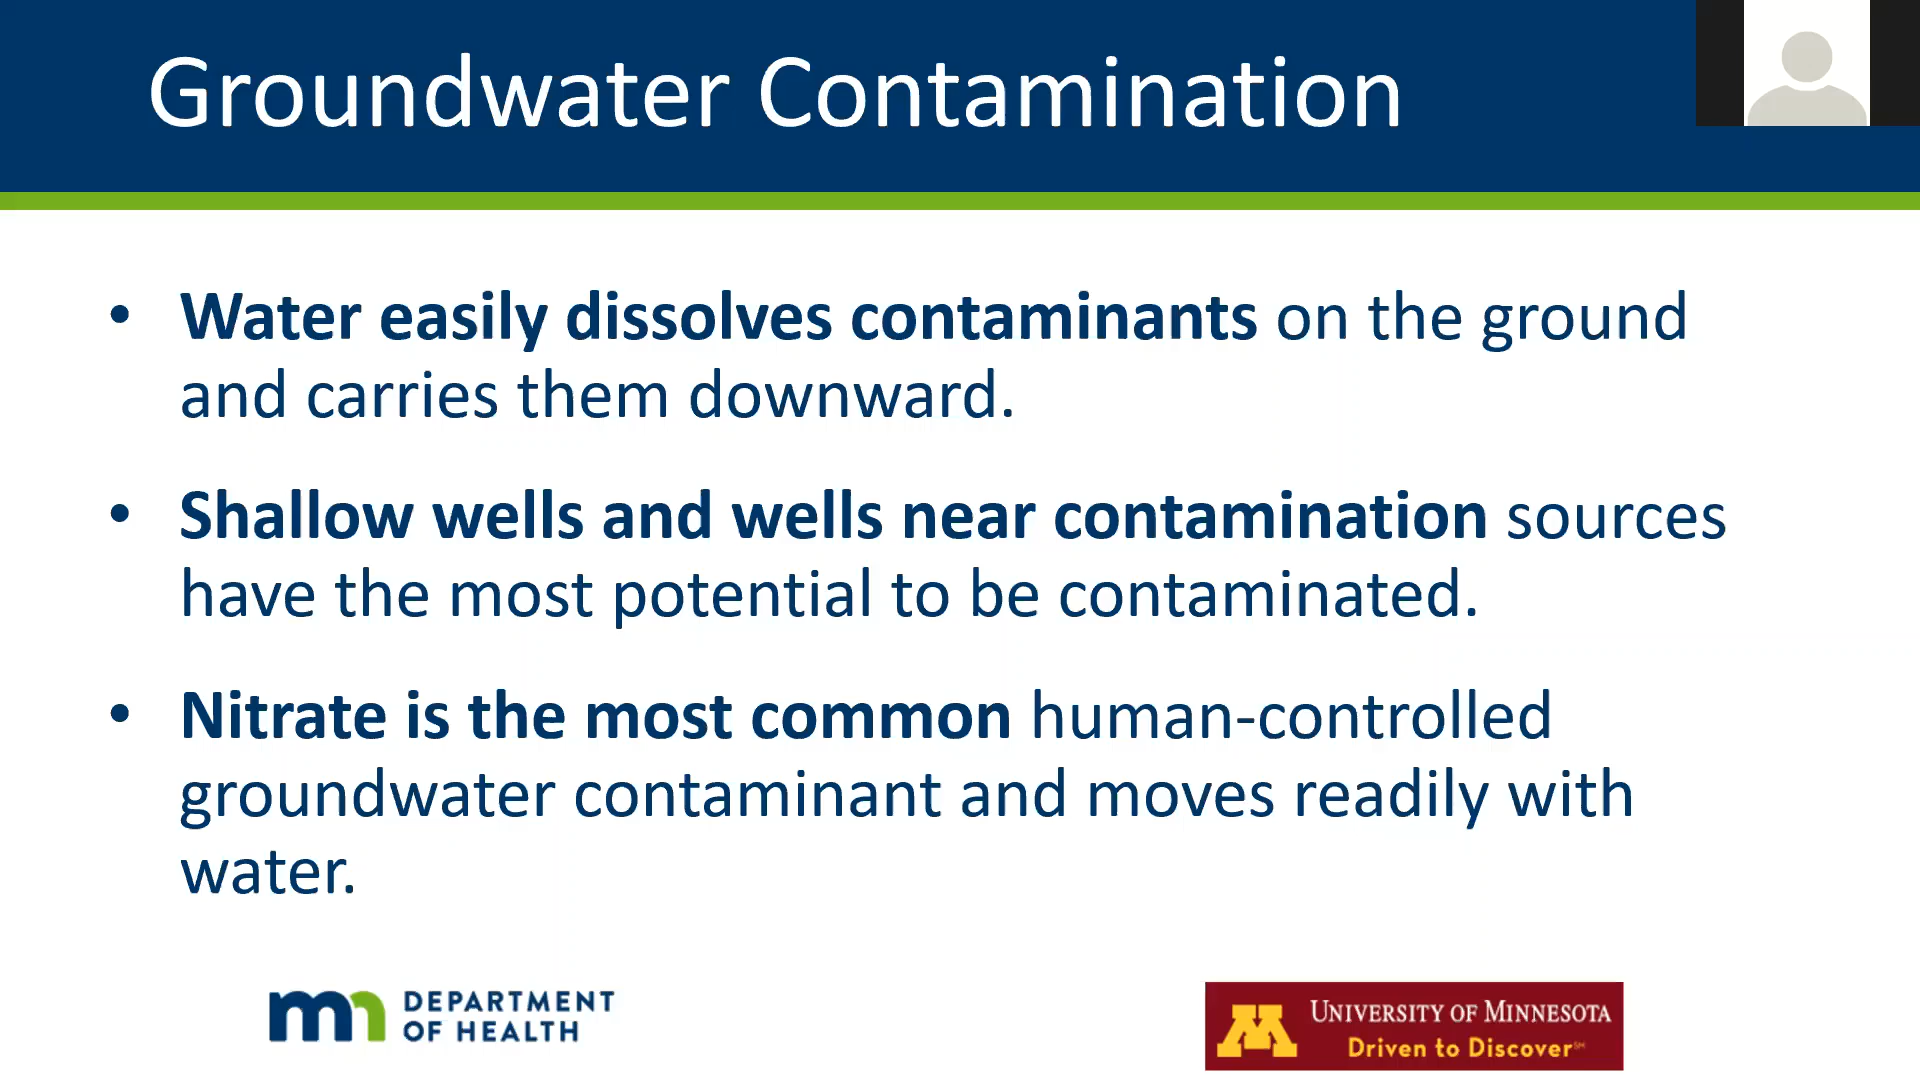 Groundwater Contamination
• Water easily dissolves contaminants on the ground
and carries them downward.
• Shallow wells and wells near contamination sources
have the most potential to be contaminated.
• Nitrate is the most common human-controlled
groundwater contaminant and moves readily with
water.
mn DEPARTMENT
OF HEALTH
M UNIVERSITY OF MINNESOTA
Driven to Discover℠